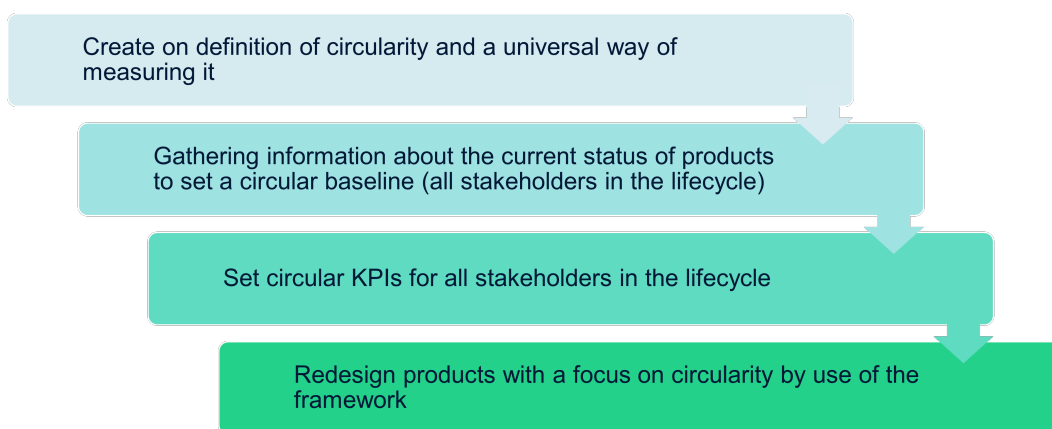 Create on definition of circularity and a universal way of
measuring it
Gathering information about the current status of products
to set a circular baseline (all stakeholders in the lifecycle)
Set circular KPIs for all stakeholders in the lifecycle
Redesign products with a focus on circularity by use of the
framework